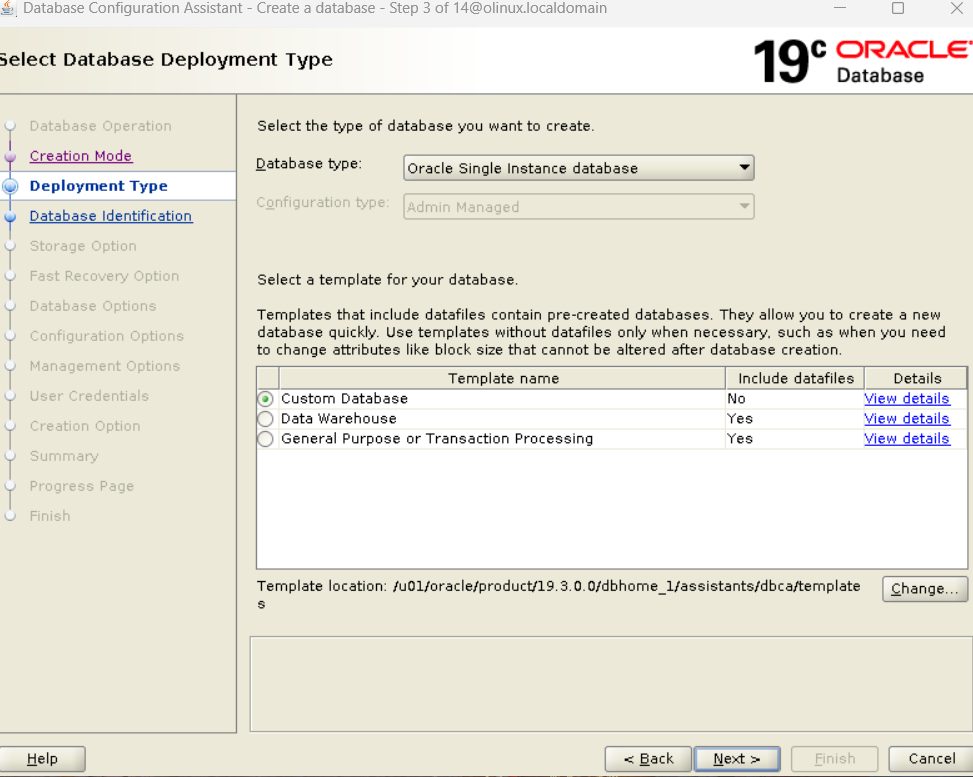 Database Configuration Assistant - Create a database - Step 3 of 14@olinux.localdomain
Select Database Deployment Type
19c ORACLE
Database
Database Operation
Creation Mode
Deployment Type
Database Identification
Storage Option
Fast Recovery Option
Database Options
Configuration Options
Management Options
User Credentials
Creation Option
Summary
Progress Page
Finish
Select the type of database you want to create.
Database type: Oracle Single Instance database
Configuration type: Admin Managed
Select a template for your database.
Templates that include datafiles contain pre-created databases. They allow you to create a new
database quickly. Use templates without datafiles only when necessary, such as when you need
to change attributes like block size that cannot be altered after database creation.
Template name Include datafiles Details
Custom Database No View details
Data Warehouse Yes View details
General Purpose or Transaction Processing Yes View details
Template location: /u01/oracle/product/19.3.0.0/dbhome_1/assistants/dbca/template
s
Change...
Help < Back Next > Finish Cancel